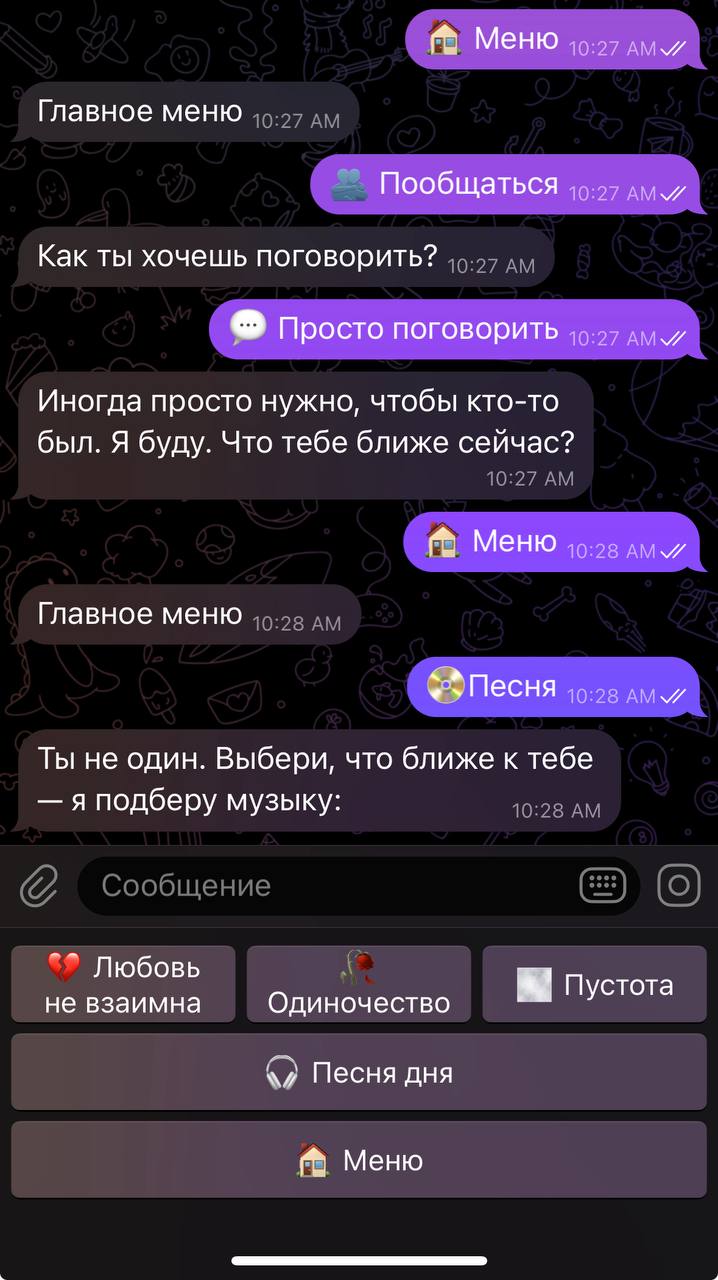 🏠 Меню 10:27 AM
Главное меню 10:27 AM
🫂 Пообщаться 10:27 AM
Как ты хочешь поговорить? 10:27 AM
💬 Просто поговорить 10:27 AM
Иногда просто нужно, чтобы кто-то
был. Я буду. Что тебе ближе сейчас?
10:27 AM
🏠 Меню 10:28 AM
Главное меню 10:28 AM
📀Песня 10:28 AM
Ты не один. Выбери, что ближе к тебе
— я подберу музыку: 10:28 AM
Сообщение
💔 Любовь
не взаимна
🥀
Одиночество
🌫 Пустота
🎧 Песня дня
🏠 Меню